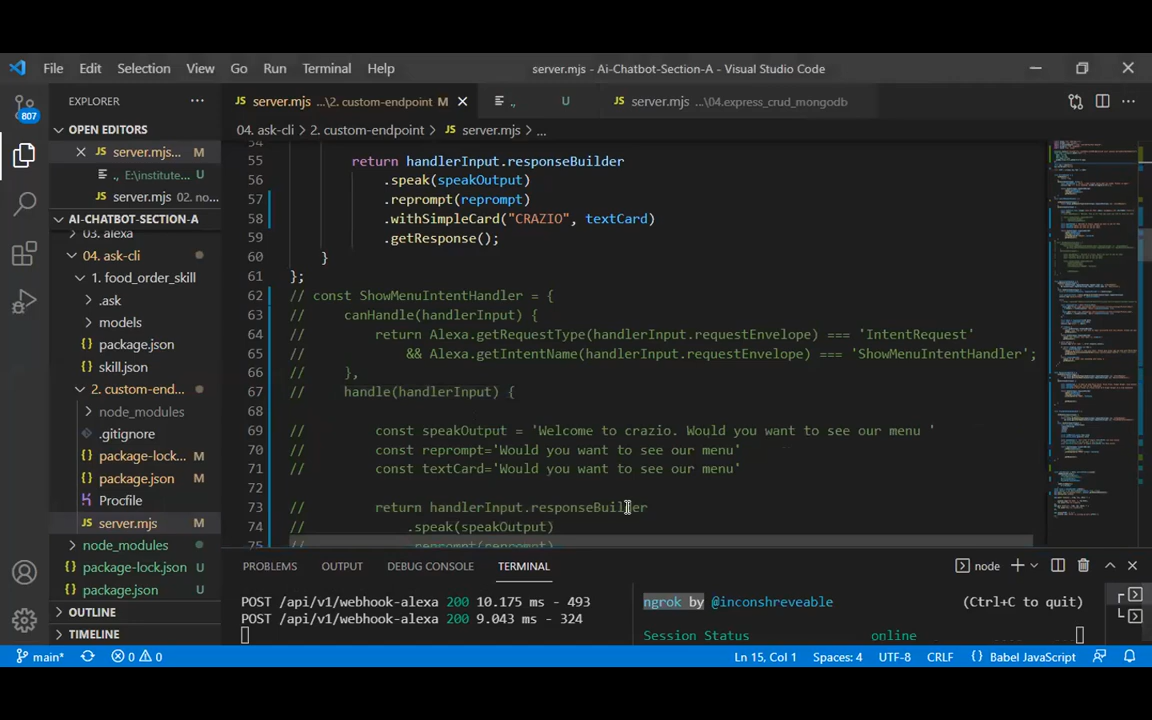 File Edit Selection View Go Run Terminal Help server.mjs - Ai-Chatbot-Section-A - Visual Studio Code
EXPLORER
OPEN EDITORS
server.mjs... M
E:\institute... U
server.mjs 02. no...
AI-CHATBOT-SECTION-A
03. alexa
04. ask-cli
1. food_order_skill
.ask
models
package.json
skill.json
2. custom-end...
node_modules
.gitignore
package-lock... M
package.json M
Procfile
server.mjs M
node_modules
package-lock.json U
package.json U
OUTLINE
TIMELINE
807
server.mjs ...\2. custom-endpoint M ., U server.mjs ...\04.express_crud_mongodb
04. ask-cli > 2. custom-endpoint > JS server.mjs > ...
54
55 return handlerInput.responseBuilder
56 .speak(speakOutput)
57 .reprompt(reprompt)
58 .withSimpleCard("CRAZIO", textCard)
59 .getResponse();
60 }
61 };
62 // const ShowMenuIntentHandler = {
63 // canHandle(handlerInput) {
64 // return Alexa.getRequestType(handlerInput.requestEnvelope) === 'IntentRequest'
65 // && Alexa.getIntentName(handlerInput.requestEnvelope) === 'ShowMenuIntentHandler';
66 // },
67 // handle(handlerInput) {
68
69 // const speakOutput = 'Welcome to crazio. Would you want to see our menu '
70 // const reprompt='Would you want to see our menu'
71 // const textCard='Would you want to see our menu'
72
73 // return handlerInput.responseBuilder
74 // .speak(speakOutput)
75 // .reprompt(reprompt)
PROBLEMS OUTPUT DEBUG CONSOLE TERMINAL node
POST /api/v1/webhook-alexa 200 10.175 ms - 493
POST /api/v1/webhook-alexa 200 9.043 ms - 324
ngrok by @inconshreveable (Ctrl+C to quit)
Session Status online
main* 0 0 Ln 15, Col 1 Spaces: 4 UTF-8 CRLF {} Babel JavaScript